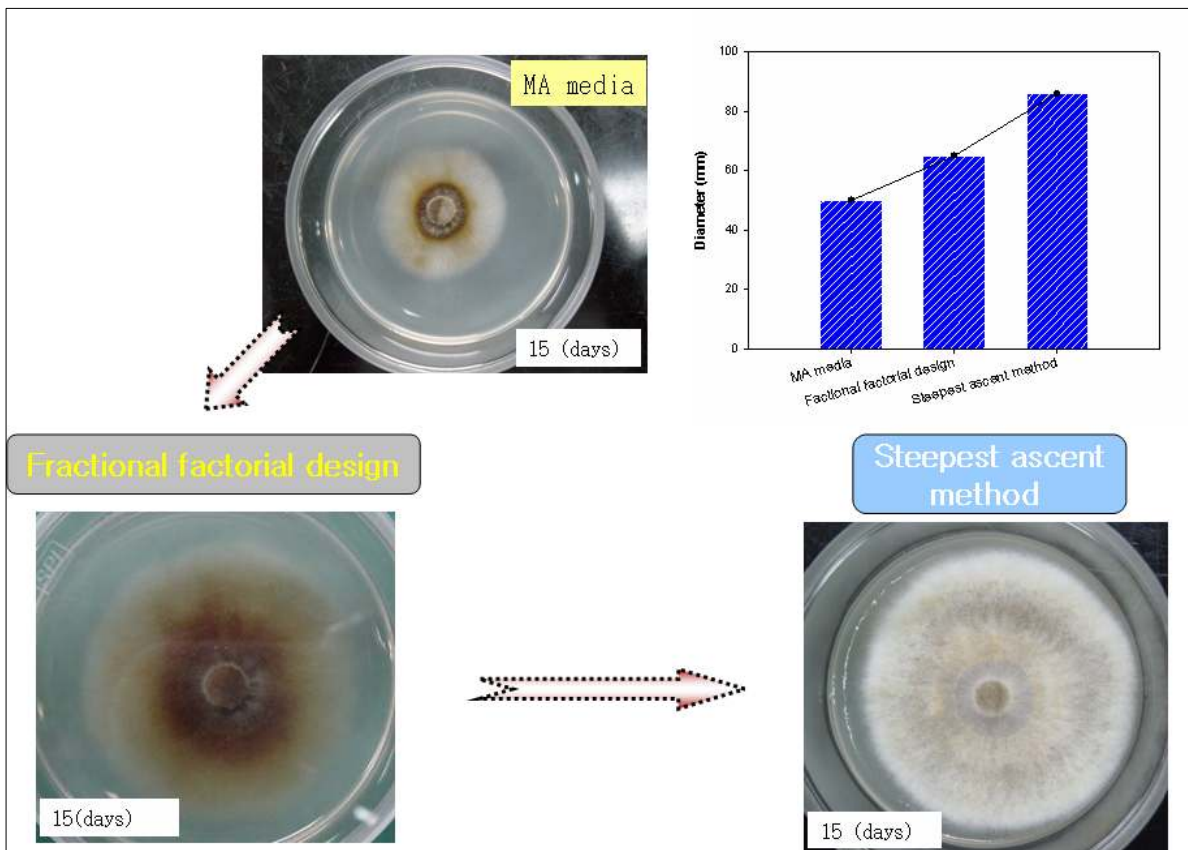 MA media
15 (days)
100
80
60
40
20
0
Diameter (mm)
MA media
Factional factorial design
Steepest ascent method
Fractional factorial design
15(days)
Steepest ascent
method
15 (days)